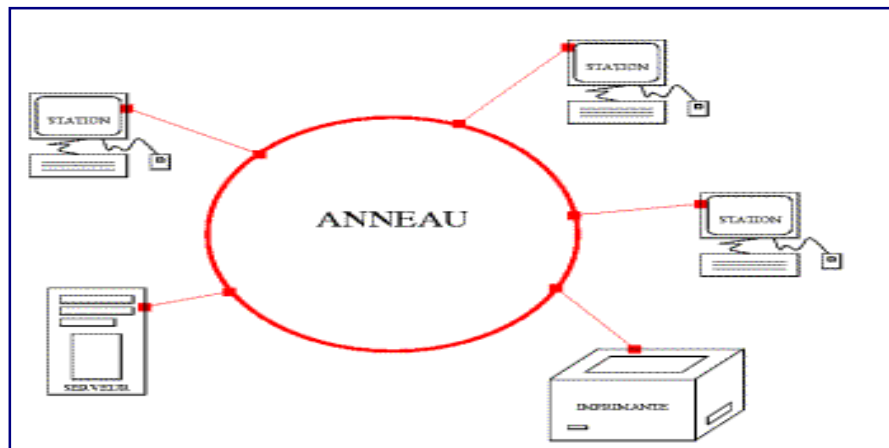 STATION
STATION
ANNEAU
STATION
SERVEUR
IMPRIMANTE